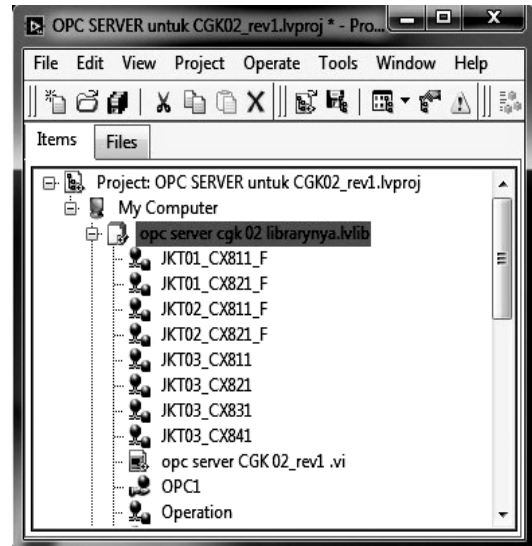 OPC SERVER untuk CGK02_rev1.lvproj * - Pro...
File Edit View Project Operate Tools Window Help
Items Files
Project: OPC SERVER untuk CGK02_rev1.lvproj
My Computer
opc server cgk 02 librarynya.lvlib
JKT01_CX811_F
JKT01_CX821_F
JKT02_CX811_F
JKT02_CX821_F
JKT03_CX811
JKT03_CX821
JKT03_CX831
JKT03_CX841
opc server CGK 02_rev1 .vi
OPC1
Operation